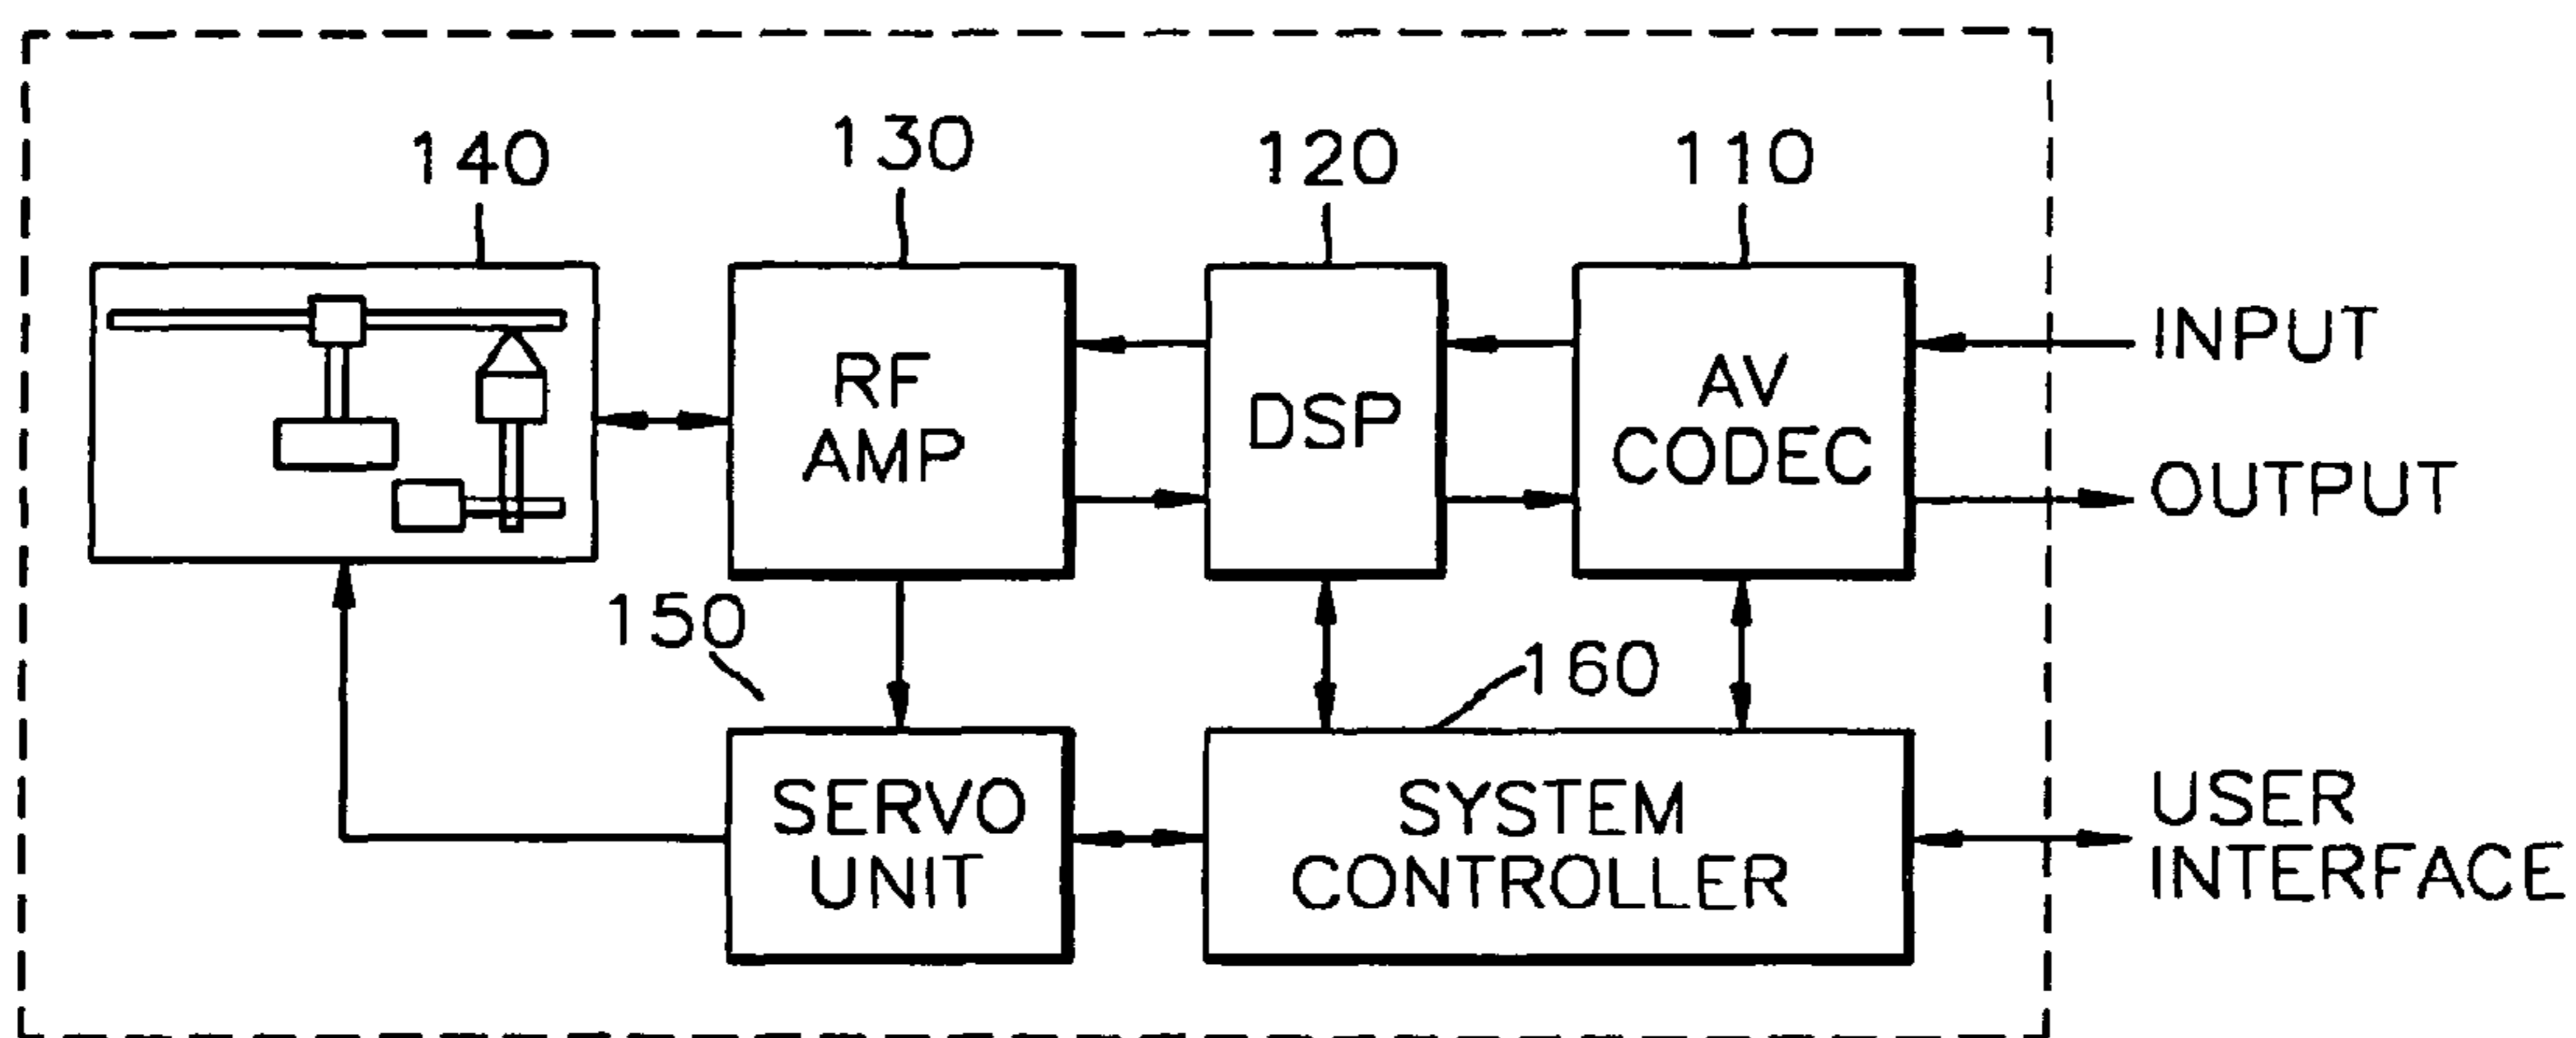 140
130
120
110
RF
AMP
DSP
AV
CODEC
INPUT
OUTPUT
150
160
SERVO
UNIT
SYSTEM
CONTROLLER
USER
INTERFACE